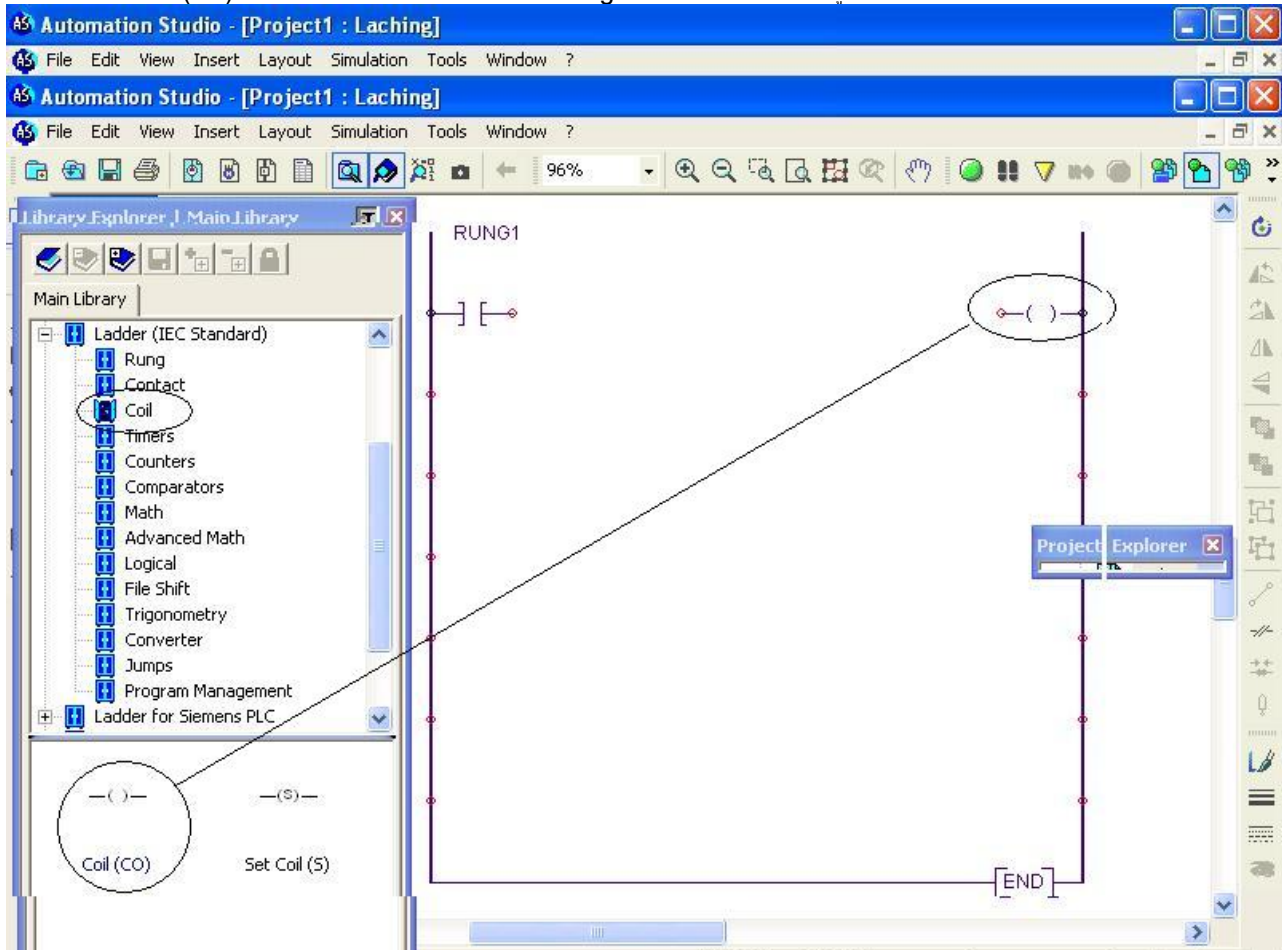 Automation Studio - [Project1 : Laching]
File Edit View Insert Layout Simulation Tools Window ?
Automation Studio - [Project1 : Laching]
File Edit View Insert Layout Simulation Tools Window ?
96%
Library Explorer | Main Library
Main Library
Ladder (IEC Standard)
Rung
Contact
Coil
Timers
Counters
Comparators
Math
Advanced Math
Logical
File Shift
Trigonometry
Converter
Jumps
Program Management
Ladder for Siemens PLC
(S)
Coil (CO) Set Coil (S)
RUNG1
Project Explorer
END